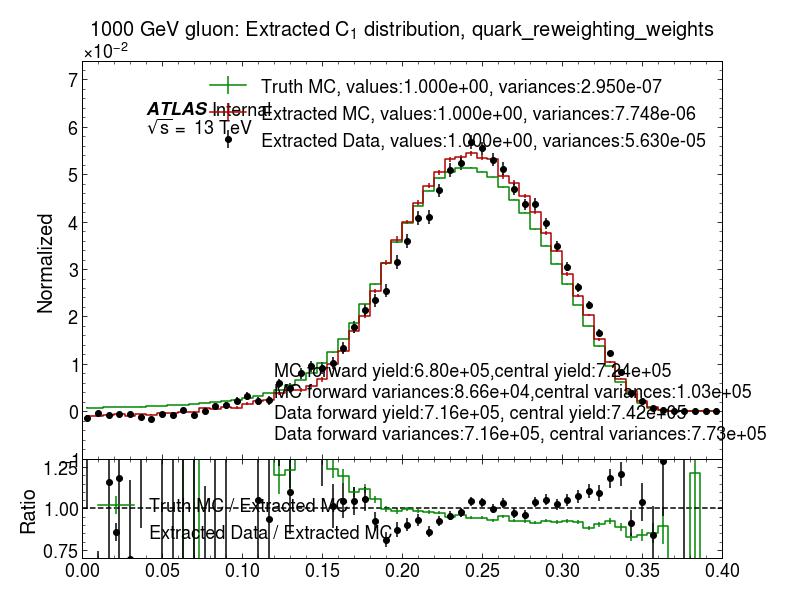 1000 GeV gluon: Extracted C₁ distribution, quark_reweighting_weights
×10⁻²
7
Truth MC, values:1.000e+00, variances:2.950e-07
ATLAS Internal
Extracted MC, values:1.000e+00, variances:7.748e-06
6
√s = 13 TeV
Extracted Data, values:1.000e+00, variances:5.630e-05
5
4
Normalized
3
2
1
MC forward yield:6.80e+05,central yield:7.24e+05
MC forward variances:8.66e+04,central variances:1.03e+05
0
Data forward yield:7.16e+05, central yield:7.42e+05
Data forward variances:7.16e+05, central variances:7.73e+05
1.25
Truth MC / Extracted MC
1.00
Ratio
Extracted Data / Extracted MC
0.75
0.00 0.05 0.10 0.15 0.20 0.25 0.30 0.35 0.40